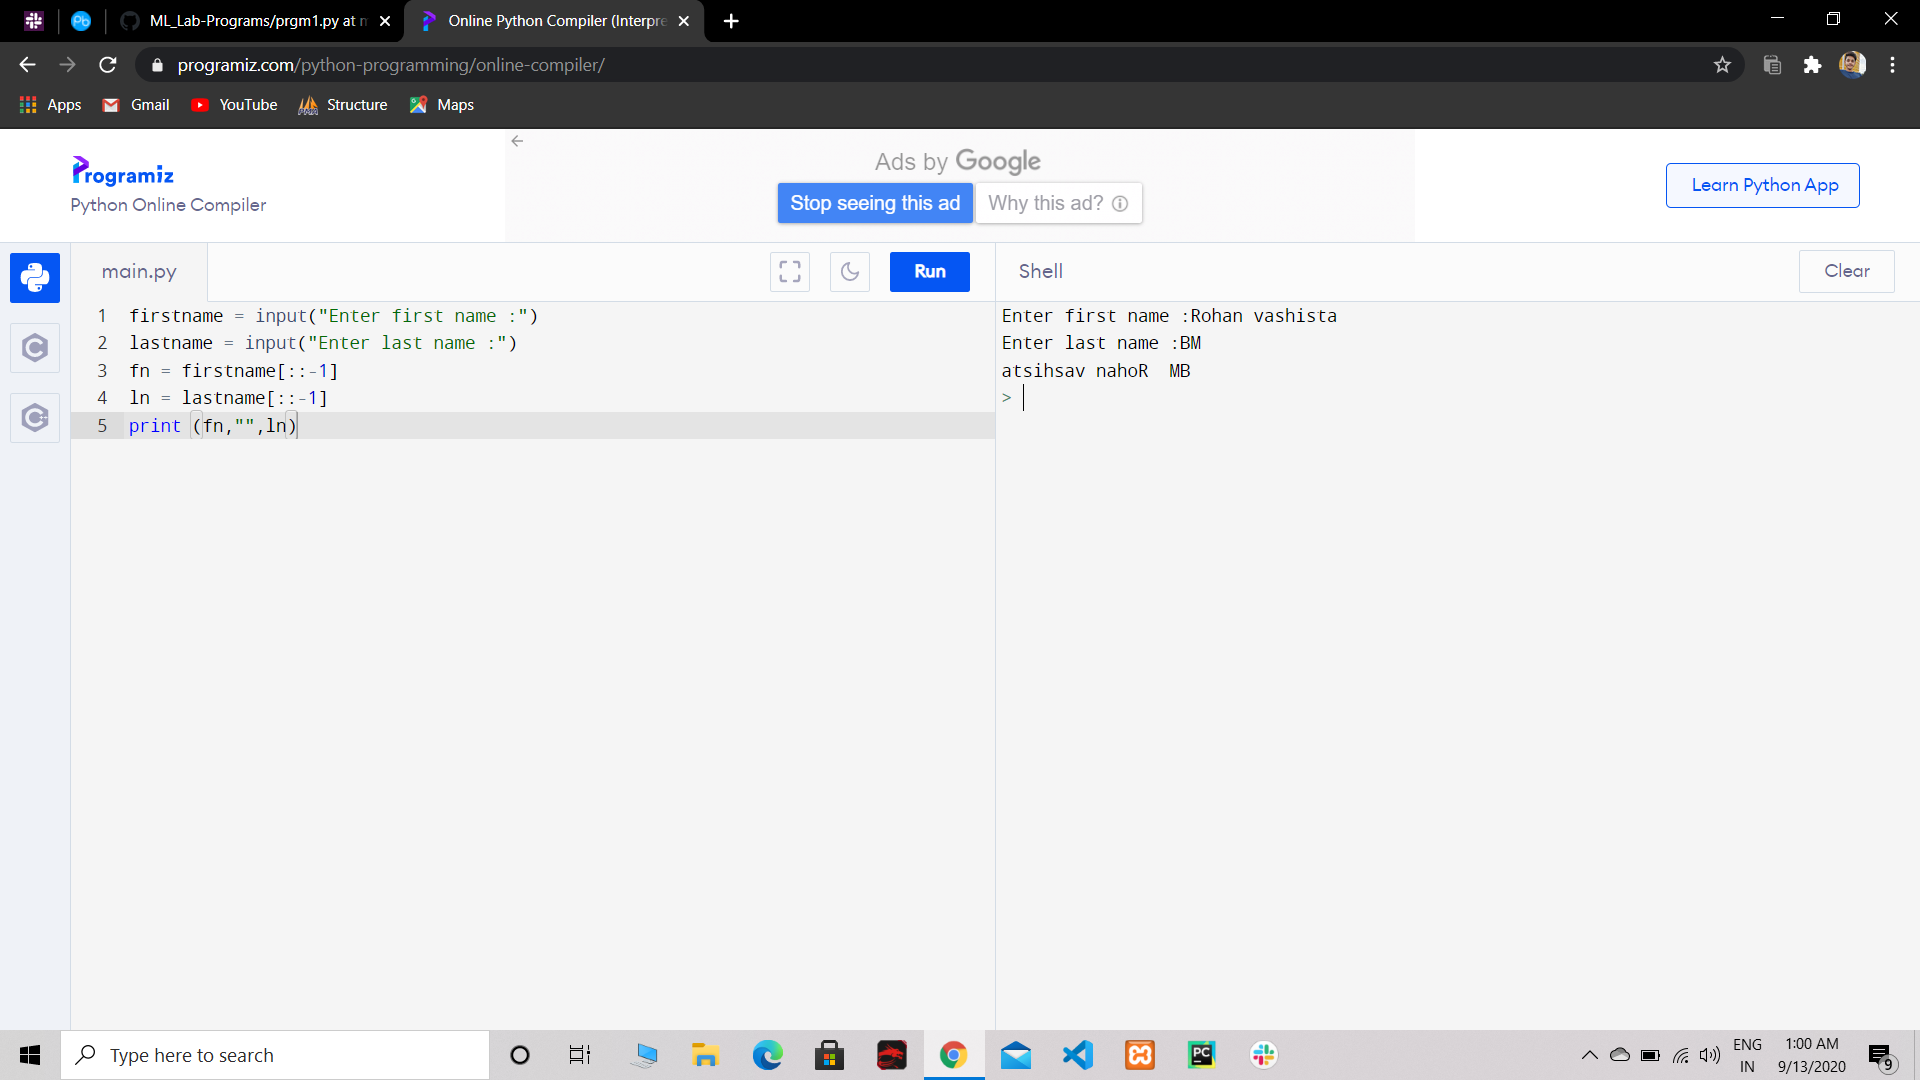 Pb
ML_Lab-Programs/prgm1.py at m
Online Python Compiler (Interpre
programiz.com/python-programming/online-compiler/
Apps
Gmail
YouTube
Structure
Maps
Programiz
Python Online Compiler
Ads by Google
Stop seeing this ad
Why this ad?
Learn Python App
main.py
Run
Shell
Clear
1 firstname = input("Enter first name :")
2 lastname = input("Enter last name :")
3 fn = firstname[::-1]
4 ln = lastname[::-1]
5 print (fn,"",ln)
Enter first name :Rohan vashista
Enter last name :BM
atsihsav nahoR  MB
>
Type here to search
PC
ENG
IN
1:00 AM
9/13/2020
9